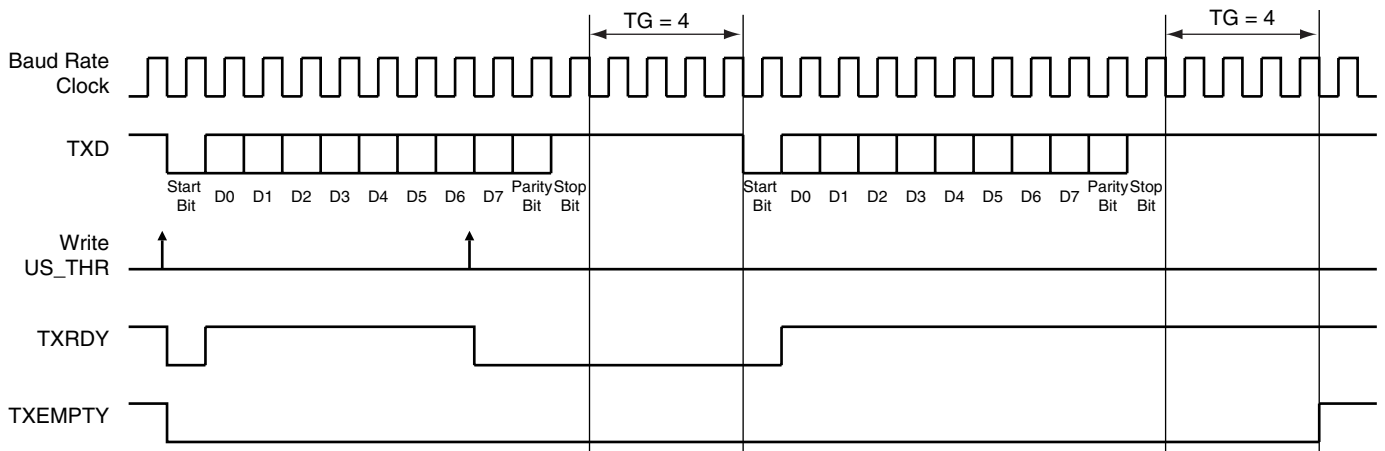 TG = 4
TG = 4
Baud Rate
Clock
TXD
Start
Bit
D0
D1
D2
D3
D4
D5
D6
D7
Parity
Bit
Stop
Bit
Start
Bit
D0
D1
D2
D3
D4
D5
D6
D7
Parity
Bit
Stop
Bit
Write
US_THR
TXRDY
TXEMPTY